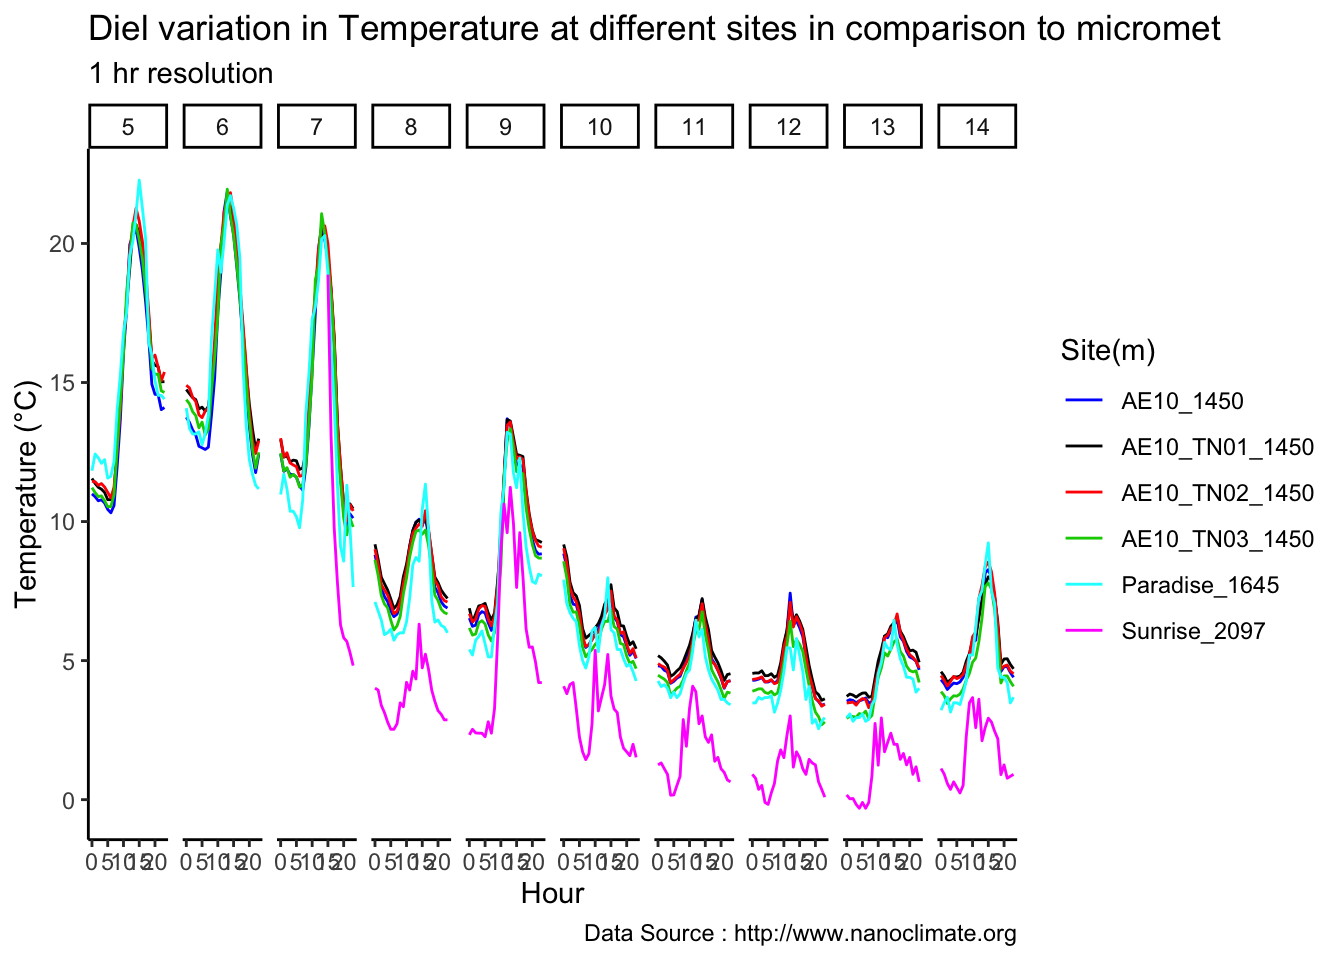 Diel variation in Temperature at different sites in comparison to micromet
1 hr resolution
5 6 7 8 9 10 11 12 13 14
20
15
10
5
0
Temperature (°C)
0 5 10 15 20 0 5 10 15 20 0 5 10 15 20 0 5 10 15 20 0 5 10 15 20 0 5 10 15 20 0 5 10 15 20 0 5 10 15 20 0 5 10 15 20 0 5 10 15 20
Hour
Data Source : http://www.nanoclimate.org
Site(m)
AE10_1450
AE10_TN01_1450
AE10_TN02_1450
AE10_TN03_1450
Paradise_1645
Sunrise_2097